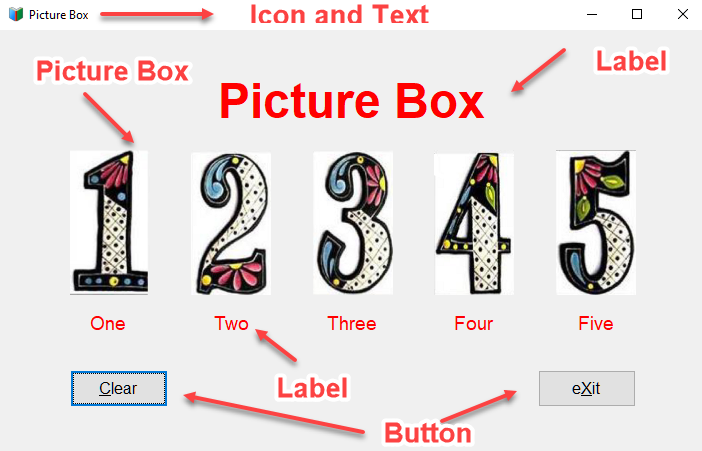 Picture Box
Icon and Text
Label
Picture Box
Picture Box
1 2 3 4 5
One Two Three Four Five
Label
Clear eXit
Button